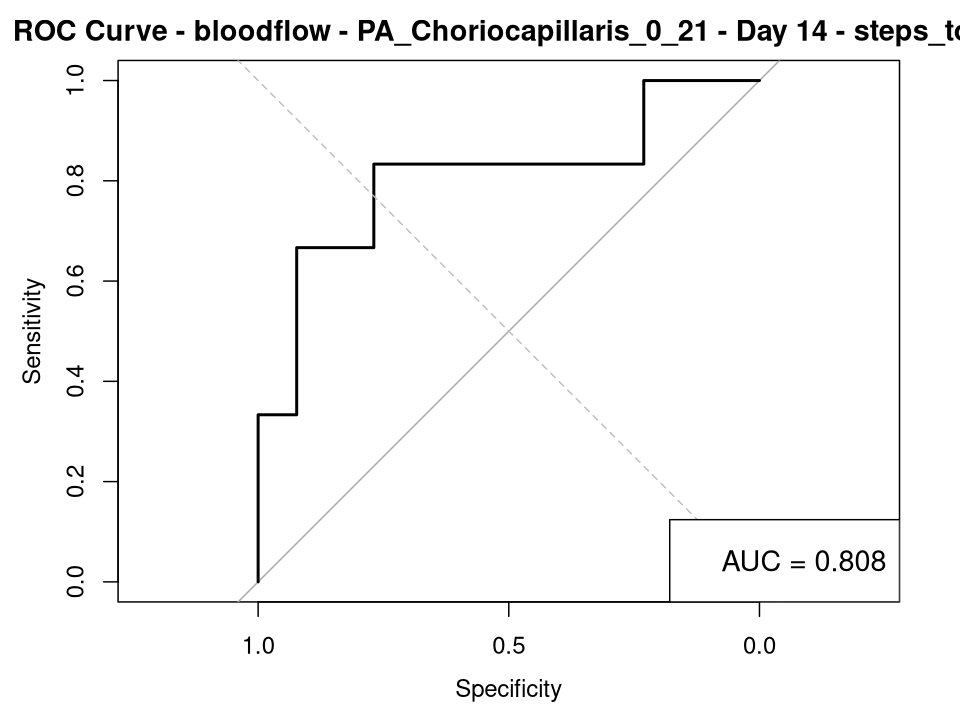 ROC Curve - bloodflow - PA_Choriocapillaris_0_21 - Day 14 - steps_to
Sensitivity
1.0
0.8
0.6
0.4
0.2
0.0
AUC = 0.808
1.0 0.5 0.0
Specificity